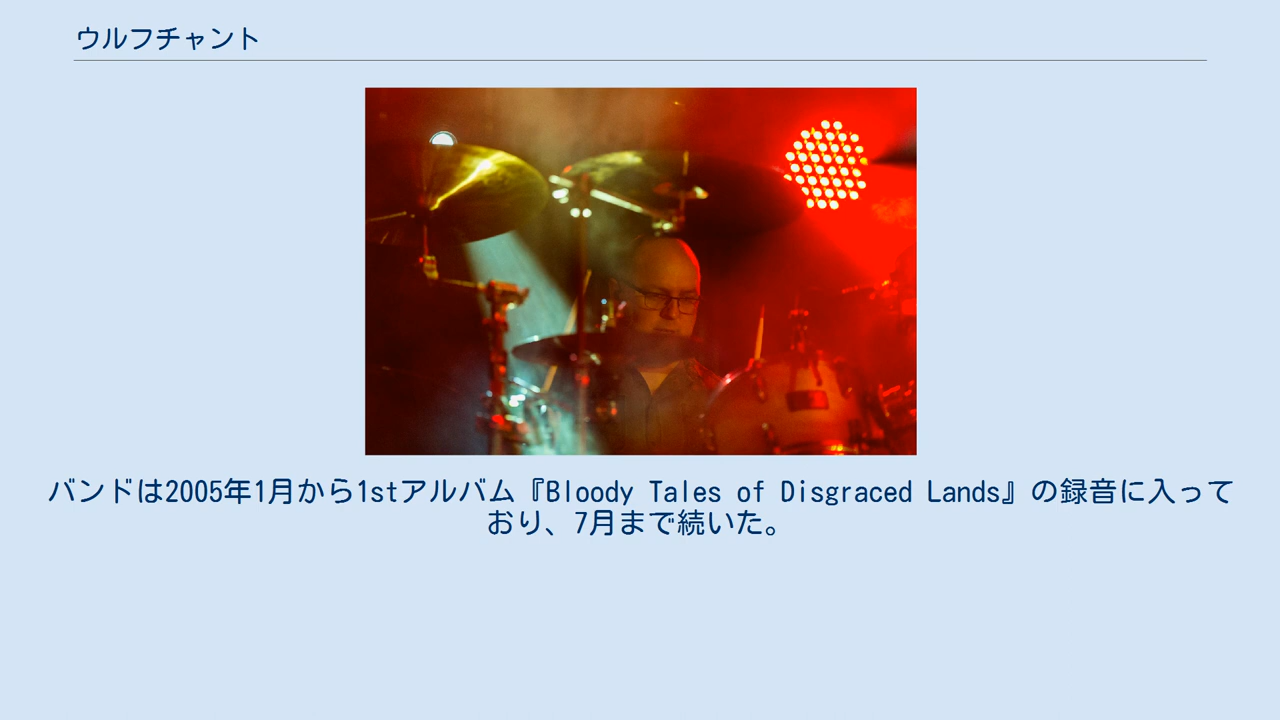 ウルフチャント
バンドは2005年1月から1stアルバム『Bloody Tales of Disgraced Lands』の録音に入って
おり、7月まで続いた。